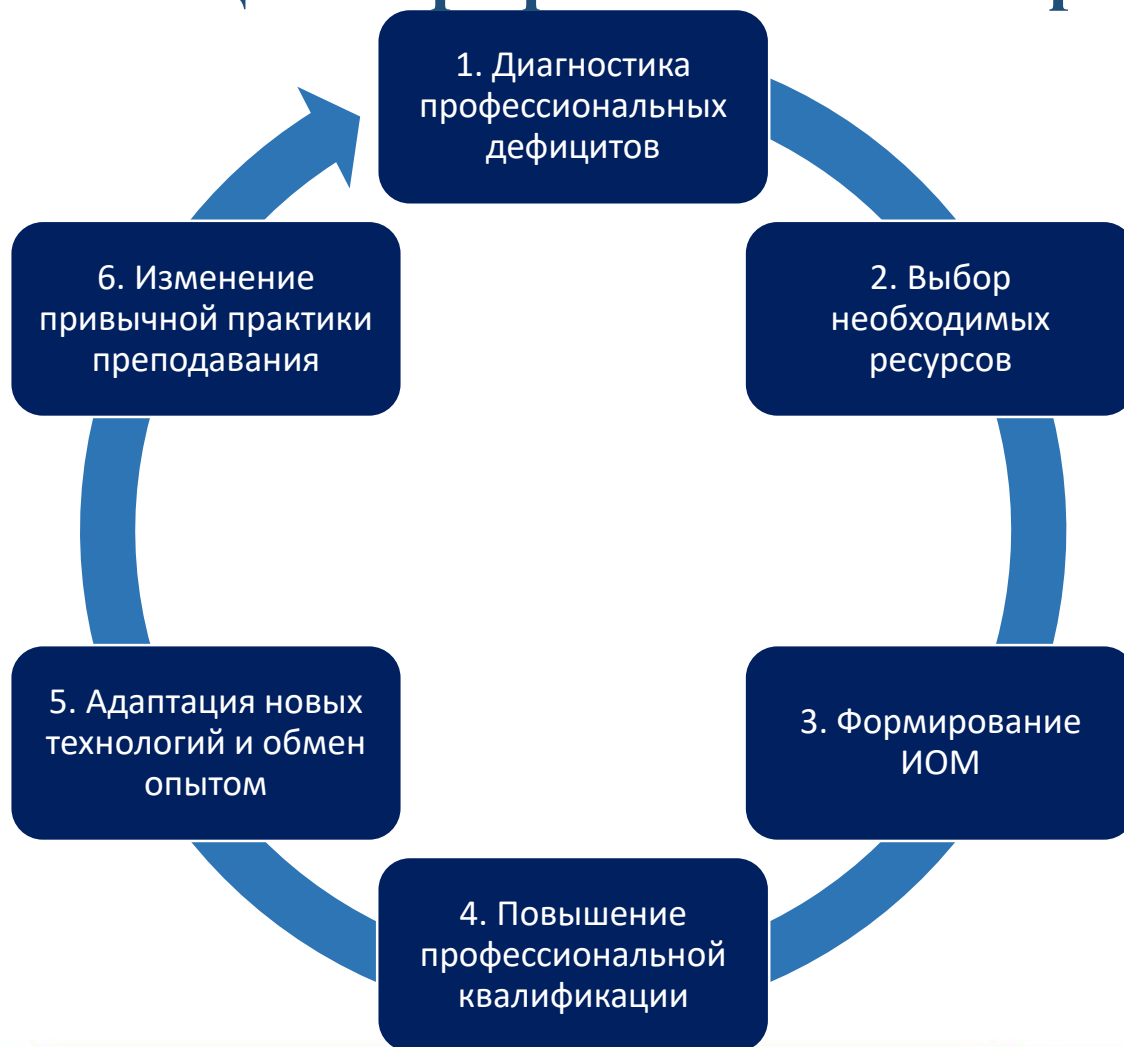 1. Диагностика
профессиональных
дефицитов
2. Выбор
необходимых
ресурсов
3. Формирование
ИОМ
4. Повышение
профессиональной
квалификации
5. Адаптация новых
технологий и обмен
опытом
6. Изменение
привычной практики
преподавания